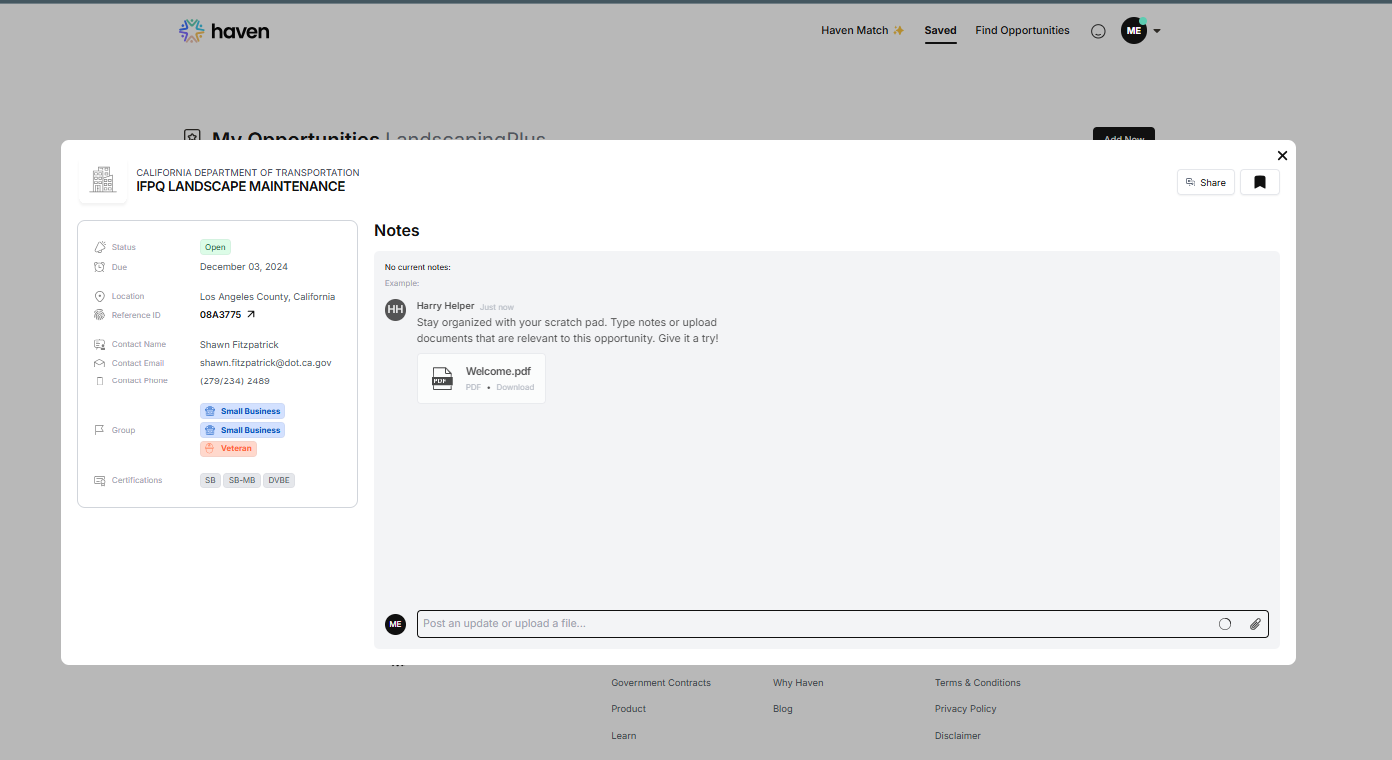 haven
Haven Match
Saved
Find Opportunities
ME
My Opportunities LandscapingPlus
Add New
CALIFORNIA DEPARTMENT OF TRANSPORTATION
IFPQ LANDSCAPE MAINTENANCE
Share
Status Open
Due December 03, 2024
Location Los Angeles County, California
Reference ID 08A3775
Contact Name Shawn Fitzpatrick
Contact Email shawn.fitzpatrick@dot.ca.gov
Contact Phone (279/234) 2489
Group
Small Business
Small Business
Veteran
Certifications SB SB-MB DVBE
Notes
No current notes:
Example:
HH
Harry Helper Just now
Stay organized with your scratch pad. Type notes or upload
documents that are relevant to this opportunity. Give it a try!
PDF
Welcome.pdf
PDF • Download
ME
Post an update or upload a file...
Government Contracts
Why Haven
Terms & Conditions
Product
Blog
Privacy Policy
Learn
Disclaimer